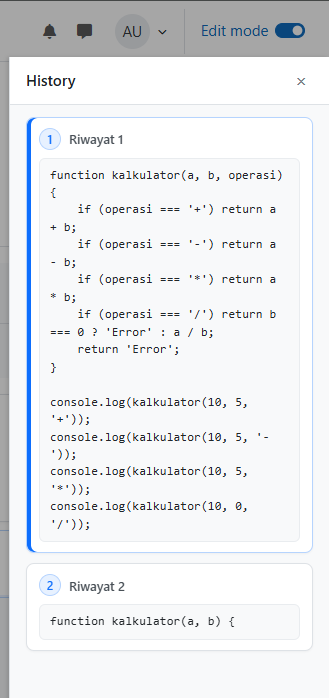 AU
Edit mode
History
1 Riwayat 1
function kalkulator(a, b, operasi)
{
    if (operasi === '+') return a
+ b;
    if (operasi === '-') return a
- b;
    if (operasi === '*') return a
* b;
    if (operasi === '/') return b
=== 0 ? 'Error' : a / b;
    return 'Error';
}

console.log(kalkulator(10, 5,
'+'));
console.log(kalkulator(10, 5, '-
'));
console.log(kalkulator(10, 5,
'*'));
console.log(kalkulator(10, 0,
'/'));
2 Riwayat 2
function kalkulator(a, b) {